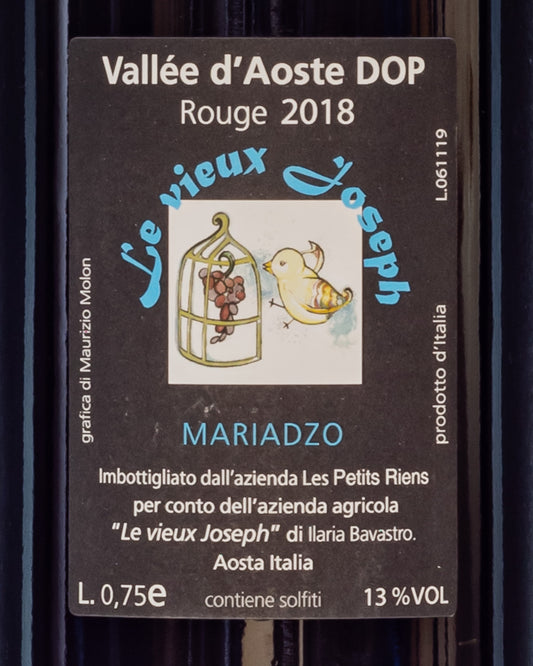 Vallée d'Aoste DOP
Rouge 2018
L.061119
Le vieux Joseph
grafica di Maurizio Molon
prodotto d'Italia
MARIADZO
Imbottigliato dall'azienda Les Petits Riens
per conto dell'azienda agricola
"Le vieux Joseph" di Ilaria Bavastro.
Aosta Italia
L. 0,75e contiene solfiti 13 %VOL